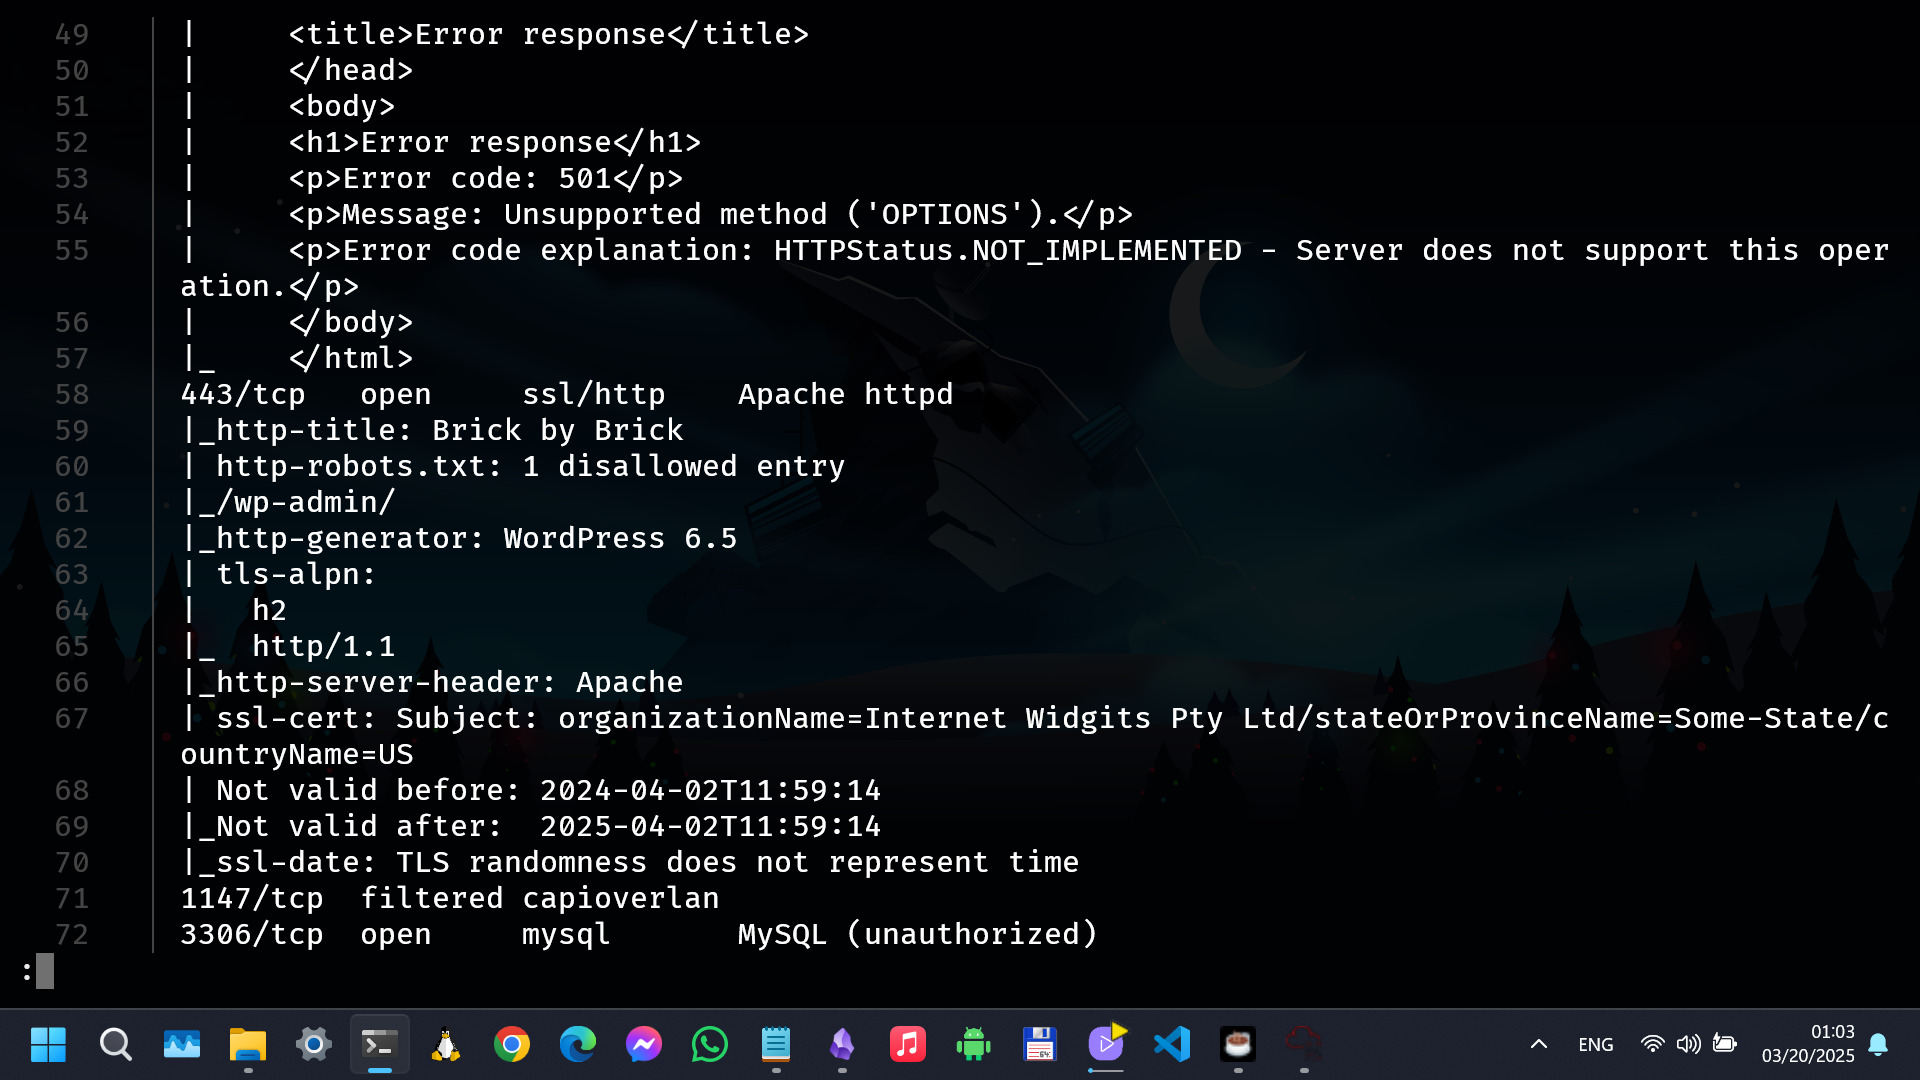 49 |     <title>Error response</title>
50 |     </head>
51 |     <body>
52 |     <h1>Error response</h1>
53 |     <p>Error code: 501</p>
54 |     <p>Message: Unsupported method ('OPTIONS').</p>
55 |     <p>Error code explanation: HTTPStatus.NOT_IMPLEMENTED - Server does not support this oper
ation.</p>
56 |     </body>
57 |_    </html>
58 443/tcp  open     ssl/http    Apache httpd
59 |_http-title: Brick by Brick
60 | http-robots.txt: 1 disallowed entry
61 |_/wp-admin/
62 |_http-generator: WordPress 6.5
63 | tls-alpn:
64 |   h2
65 |_  http/1.1
66 |_http-server-header: Apache
67 | ssl-cert: Subject: organizationName=Internet Widgits Pty Ltd/stateOrProvinceName=Some-State/c
ountryName=US
68 | Not valid before: 2024-04-02T11:59:14
69 |_Not valid after:  2025-04-02T11:59:14
70 |_ssl-date: TLS randomness does not represent time
71 1147/tcp  filtered capioverlan
72 3306/tcp  open     mysql       MySQL (unauthorized)
:
64
ENG
01:03
03/20/2025